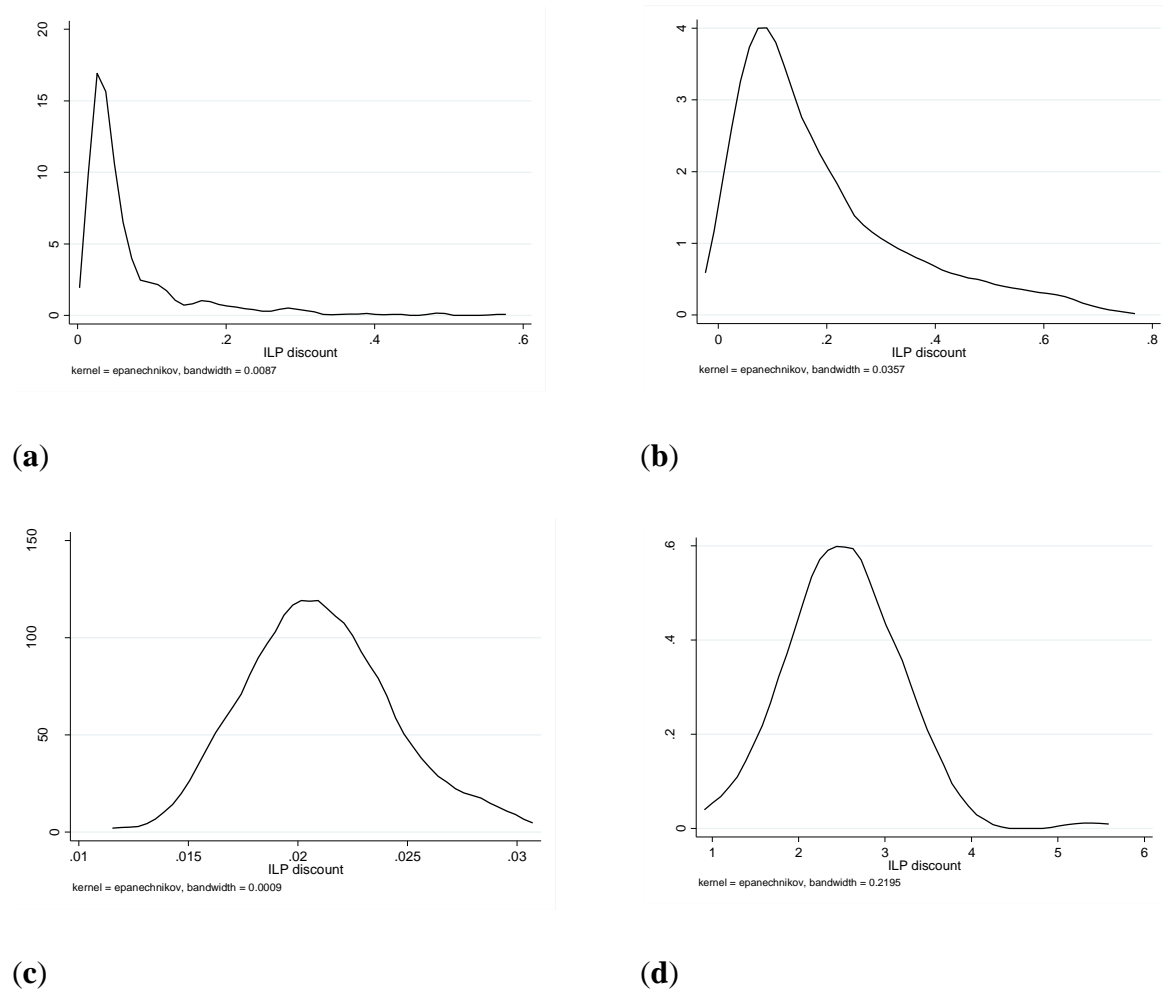 20
15
10
5
0
0 .2 .4 .6
ILP discount
kernel = epanechnikov, bandwidth = 0.0087
(a)
4
3
2
1
0
0 .2 .4 .6 .8
ILP discount
kernel = epanechnikov, bandwidth = 0.0357
(b)
150
100
50
0
.01 .015 .02 .025 .03
ILP discount
kernel = epanechnikov, bandwidth = 0.0009
(c)
.6
.4
.2
0
1 2 3 4 5 6
ILP discount
kernel = epanechnikov, bandwidth = 0.2195
(d)